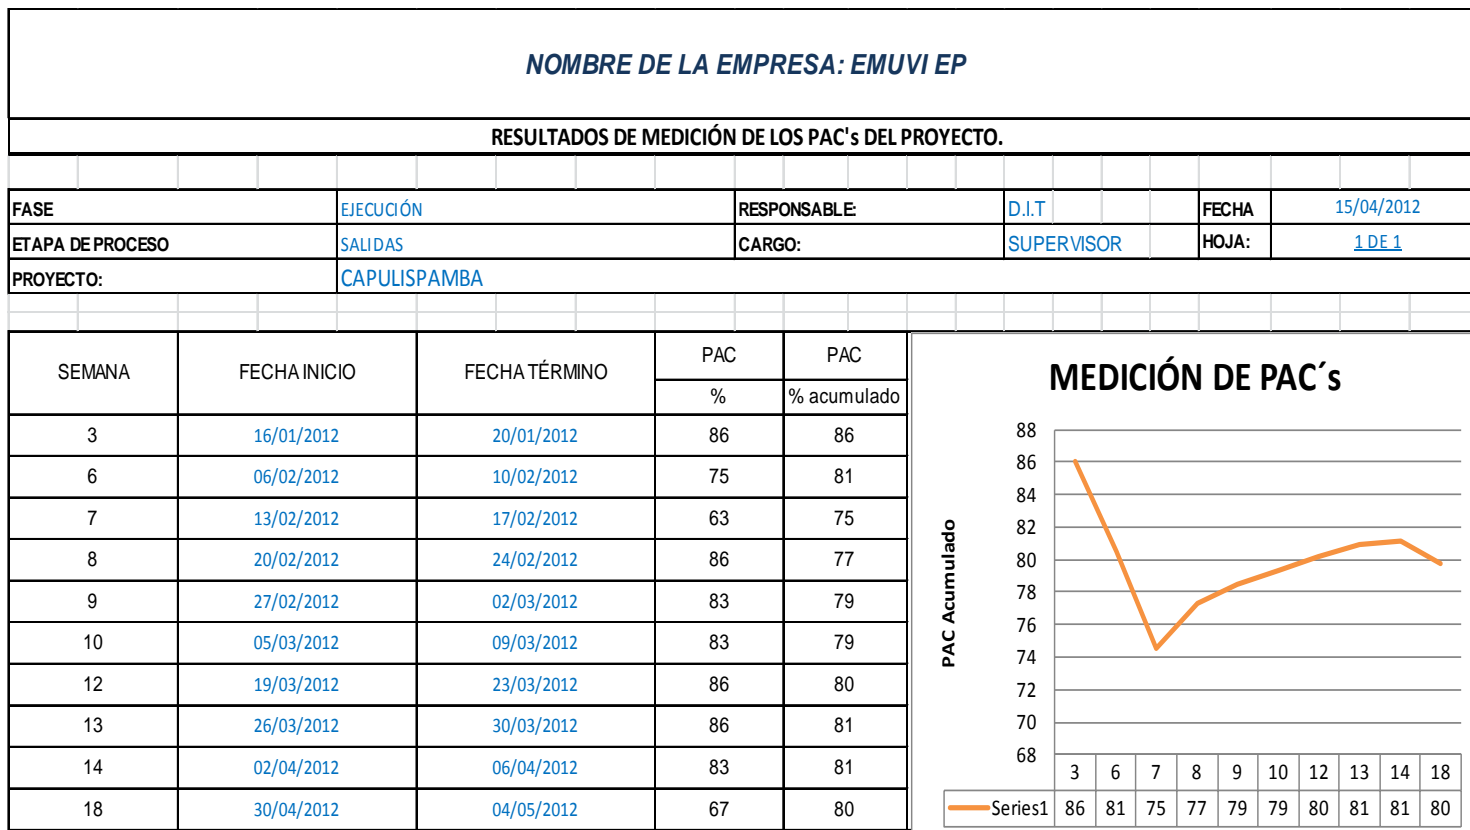 NOMBRE DE LA EMPRESA: EMUVI EP
RESULTADOS DE MEDICIÓN DE LOS PAC's DEL PROYECTO.
FASE EJECUCIÓN RESPONSABLE: D.I.T FECHA 15/04/2012
ETAPA DE PROCESO SALIDAS CARGO: SUPERVISOR HOJA: 1 DE 1
PROYECTO: CAPULISPAMBA
SEMANA FECHA INICIO FECHA TÉRMINO PAC PAC
% % acumulado
3 16/01/2012 20/01/2012 86 86
6 06/02/2012 10/02/2012 75 81
7 13/02/2012 17/02/2012 63 75
8 20/02/2012 24/02/2012 86 77
9 27/02/2012 02/03/2012 83 79
10 05/03/2012 09/03/2012 83 79
12 19/03/2012 23/03/2012 86 80
13 26/03/2012 30/03/2012 86 81
14 02/04/2012 06/04/2012 83 81
18 30/04/2012 04/05/2012 67 80
MEDICIÓN DE PAC´s
PAC Acumulado
88
86
84
82
80
78
76
74
72
70
68
3 6 7 8 9 10 12 13 14 18
Series1 86 81 75 77 79 79 80 81 81 80